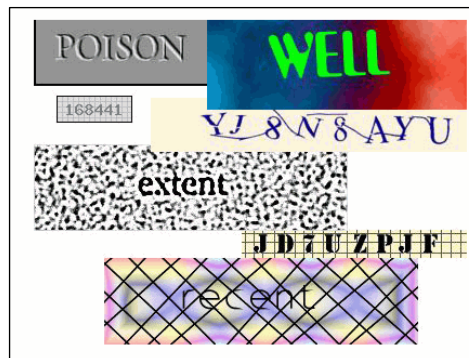 POISON
WELL
168441
YJ8N8AYU
extent
JD7UZPJF
recent